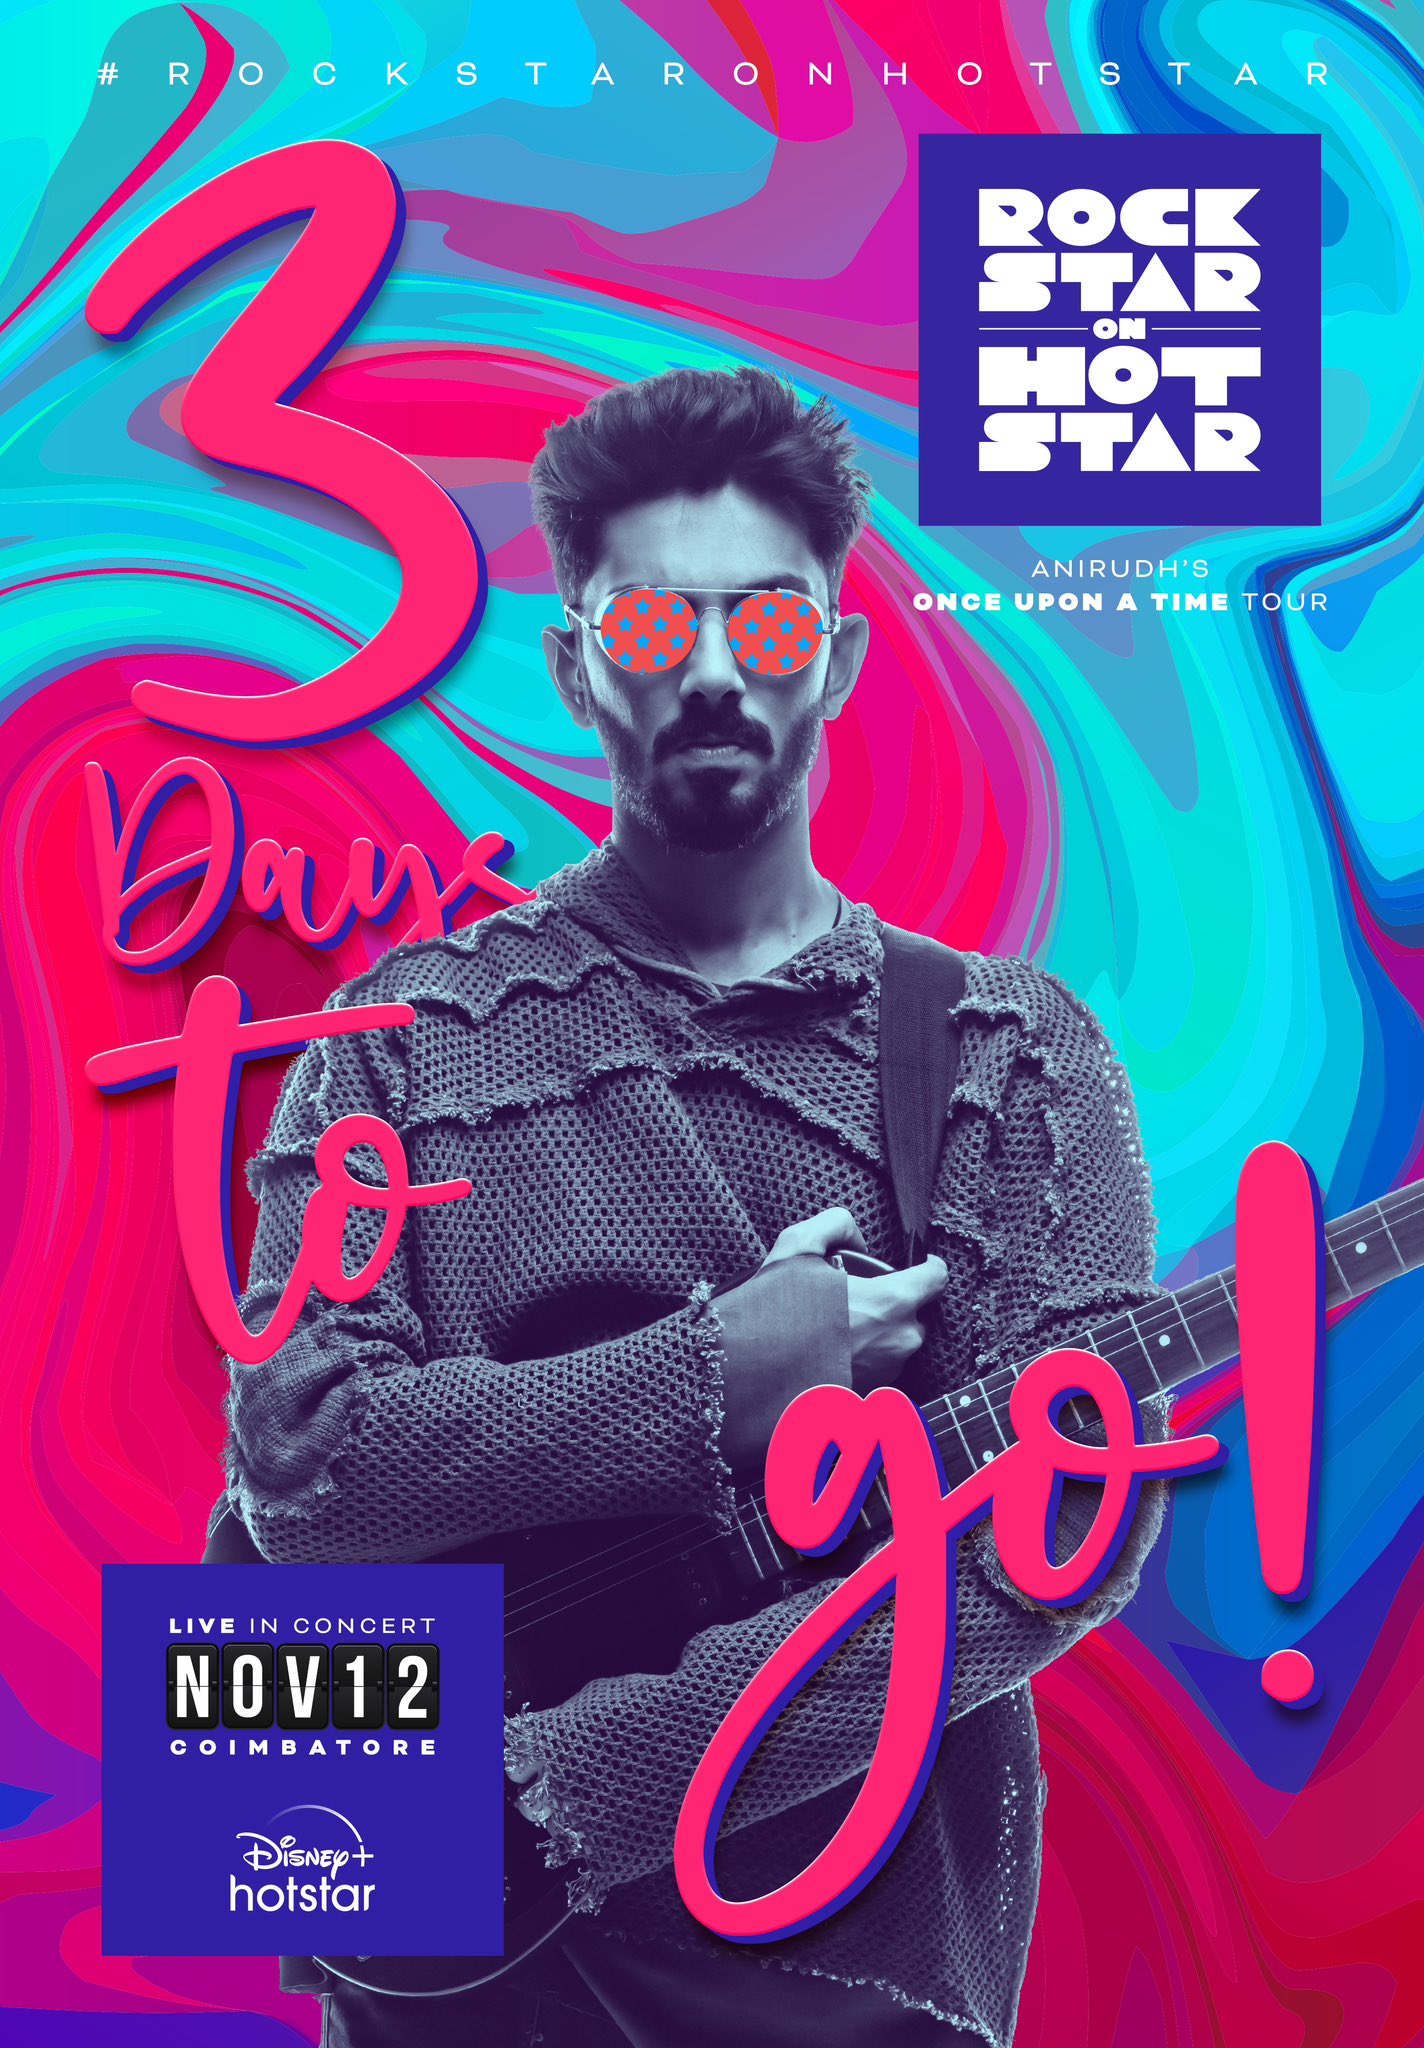 #ROCKSTARONHOTSTAR
ROCK
STAR
ON
HOT
STAR
ANIRUDH'S
ONCE UPON A TIME TOUR
3
Days
to
go!
LIVE IN CONCERT
NOV12
COIMBATORE
Disney+
hotstar